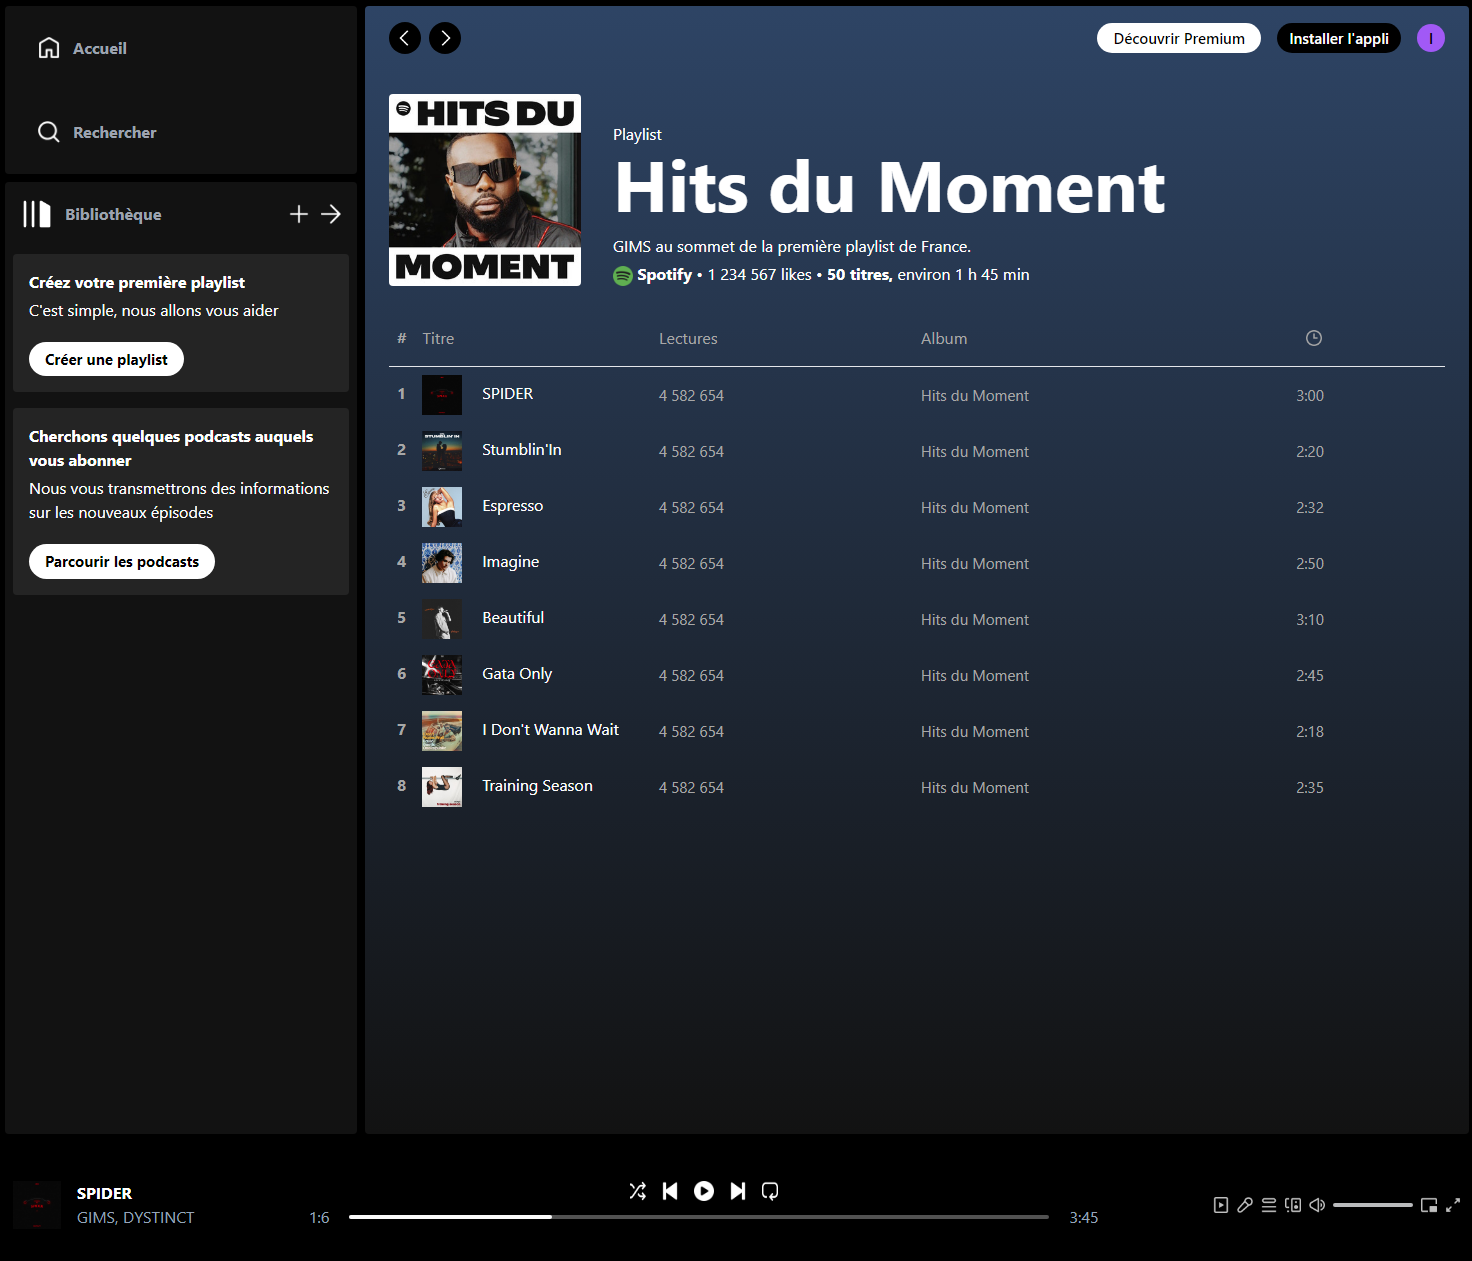 Accueil
Rechercher
Bibliothèque
Créez votre première playlist
C'est simple, nous allons vous aider
Créer une playlist
Cherchons quelques podcasts auquels
vous abonner
Nous vous transmettrons des informations
sur les nouveaux épisodes
Parcourir les podcasts
Découvrir Premium
Installer l'appli
I
HITS DU
MOMENT
Playlist
Hits du Moment
GIMS au sommet de la première playlist de France.
Spotify • 1 234 567 likes • 50 titres, environ 1 h 45 min
# Titre Lectures Album
1 SPIDER 4 582 654 Hits du Moment 3:00
2 Stumblin'In 4 582 654 Hits du Moment 2:20
3 Espresso 4 582 654 Hits du Moment 2:32
4 Imagine 4 582 654 Hits du Moment 2:50
5 Beautiful 4 582 654 Hits du Moment 3:10
6 Gata Only 4 582 654 Hits du Moment 2:45
7 I Don't Wanna Wait 4 582 654 Hits du Moment 2:18
8 Training Season 4 582 654 Hits du Moment 2:35
STUMBLIN' IN
SPIDER
GIMS, DYSTINCT
1:6
3:45